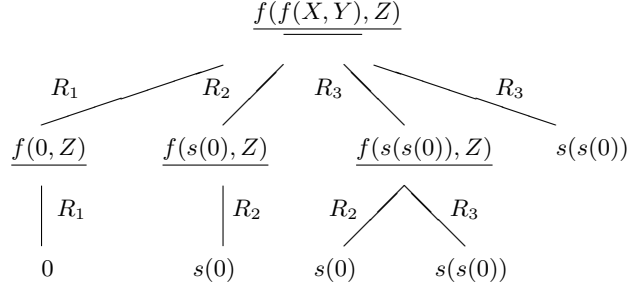 f(f(X, Y), Z)
R₁ R₂ R₃ R₃
f(0, Z) f(s(0), Z) f(s(s(0)), Z) s(s(0))
R₁ R₂ R₂ R₃
0 s(0) s(0) s(s(0))